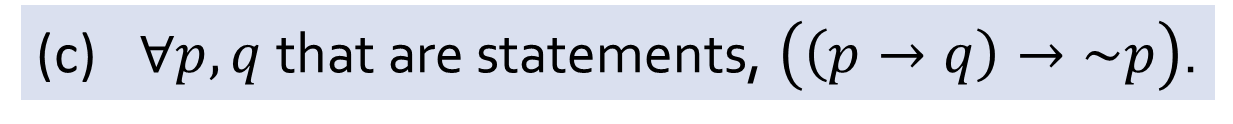 (c) ∀p, q that are statements, ((p → q) → ~p).